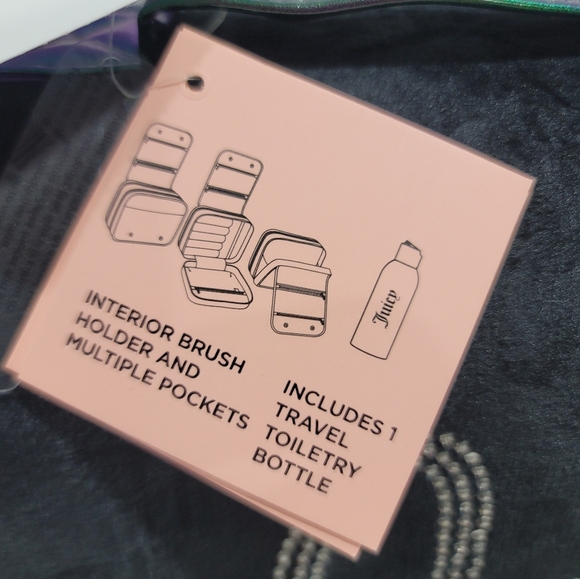 Juicy
INTERIOR BRUSH
HOLDER AND
MULTIPLE POCKETS
INCLUDES 1
TRAVEL
TOILETRY
BOTTLE